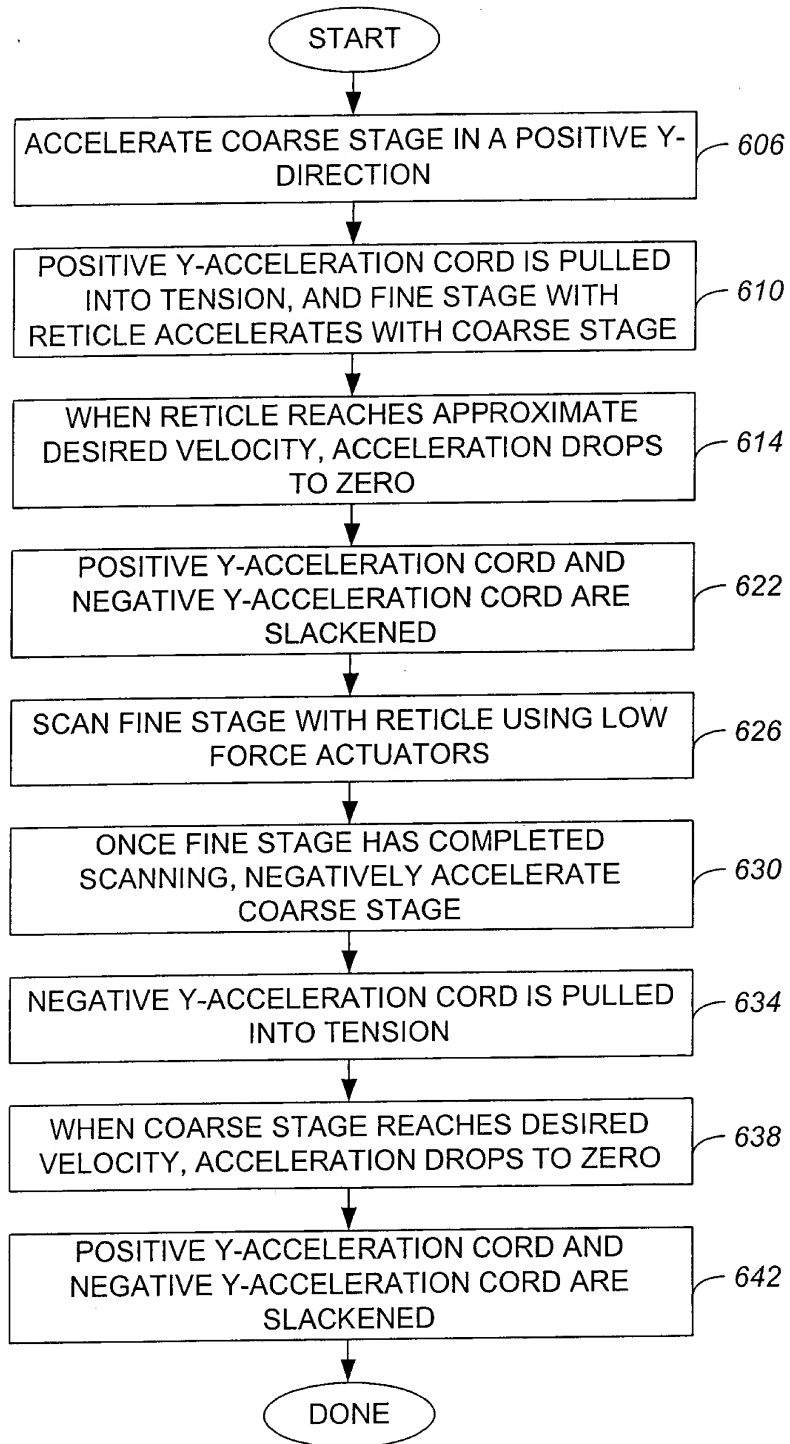 START
ACCELERATE COARSE STAGE IN A POSITIVE Y-
DIRECTION
606
POSITIVE Y-ACCELERATION CORD IS PULLED
INTO TENSION, AND FINE STAGE WITH
RETICLE ACCELERATES WITH COARSE STAGE
610
WHEN RETICLE REACHES APPROXIMATE
DESIRED VELOCITY, ACCELERATION DROPS
TO ZERO
614
POSITIVE Y-ACCELERATION CORD AND
NEGATIVE Y-ACCELERATION CORD ARE
SLACKENED
622
SCAN FINE STAGE WITH RETICLE USING LOW
FORCE ACTUATORS
626
ONCE FINE STAGE HAS COMPLETED
SCANNING, NEGATIVELY ACCELERATE
COARSE STAGE
630
NEGATIVE Y-ACCELERATION CORD IS PULLED
INTO TENSION
634
WHEN COARSE STAGE REACHES DESIRED
VELOCITY, ACCELERATION DROPS TO ZERO
638
POSITIVE Y-ACCELERATION CORD AND
NEGATIVE Y-ACCELERATION CORD ARE
SLACKENED
642
DONE